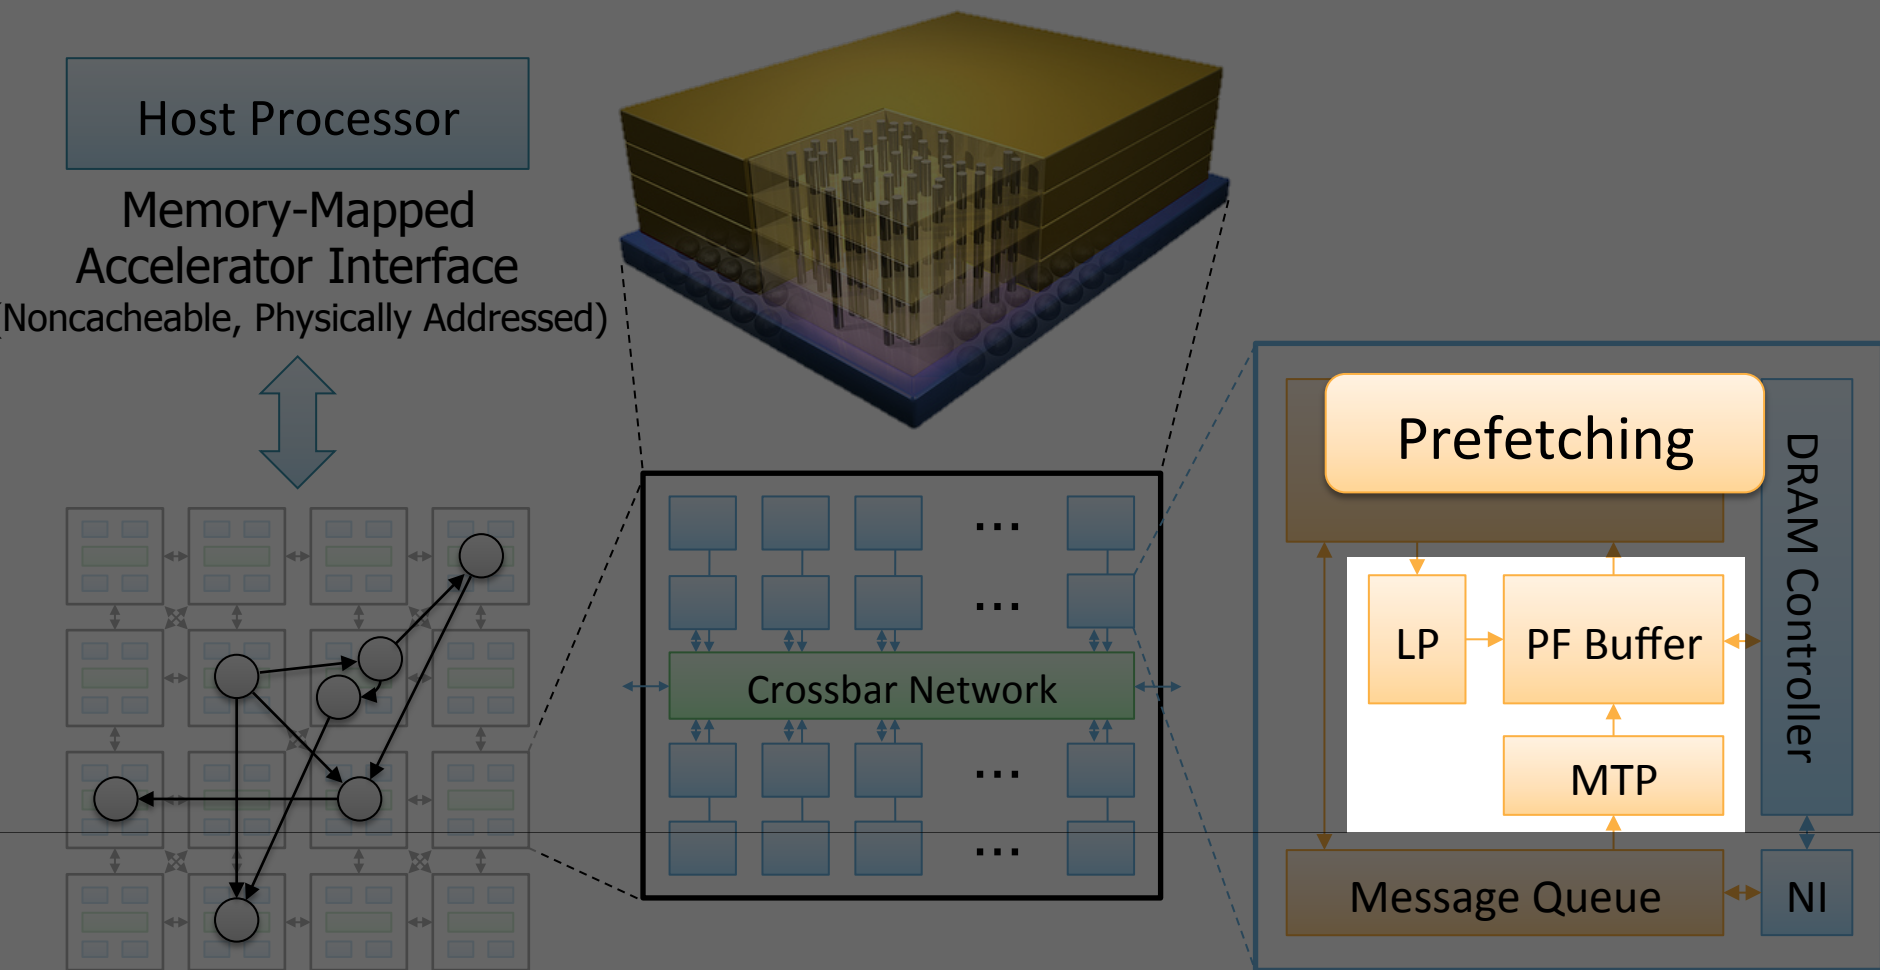 Host Processor
Memory-Mapped
Accelerator Interface
(Noncacheable, Physically Addressed)
Prefetching
DRAM Controller
...
...
LP
PF Buffer
Crossbar Network
MTP
...
...
Message Queue
NI